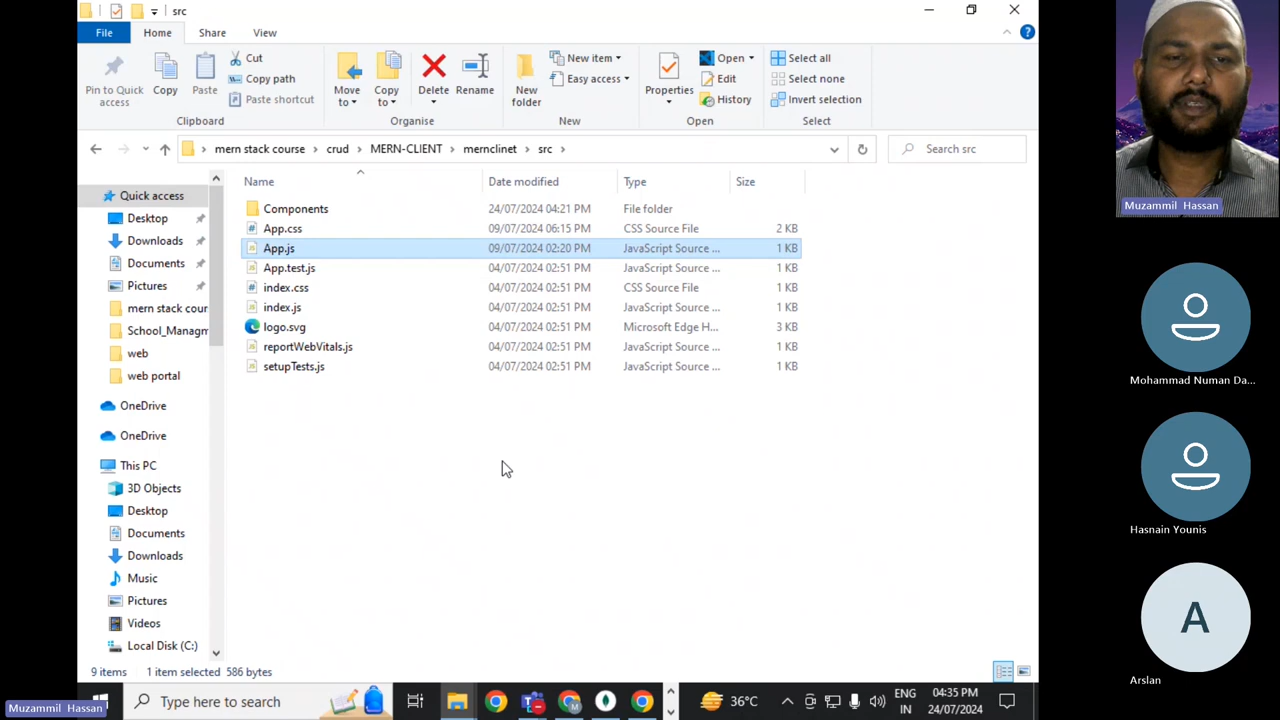 src
File Home Share View
Pin to Quick access
Copy
Paste
Cut
Copy path
Paste shortcut
Clipboard
Move to
Copy to
Delete
Rename
Organise
New folder
New item
Easy access
New
Properties
Open
Edit
History
Open
Select all
Select none
Invert selection
Select
mern stack course > crud > MERN-CLIENT > mernclinet > src >
Search src
Name Date modified Type Size
Components 24/07/2024 04:21 PM File folder
App.css 09/07/2024 06:15 PM CSS Source File 2 KB
App.js 09/07/2024 02:20 PM JavaScript Source ... 1 KB
App.test.js 04/07/2024 02:51 PM JavaScript Source ... 1 KB
index.css 04/07/2024 02:51 PM CSS Source File 1 KB
index.js 04/07/2024 02:51 PM JavaScript Source ... 1 KB
logo.svg 04/07/2024 02:51 PM Microsoft Edge H... 3 KB
reportWebVitals.js 04/07/2024 02:51 PM JavaScript Source ... 1 KB
setupTests.js 04/07/2024 02:51 PM JavaScript Source ... 1 KB
Quick access
Desktop
Downloads
Documents
Pictures
mern stack cour
School_Managm
web
web portal
OneDrive
OneDrive
This PC
3D Objects
Desktop
Documents
Downloads
Music
Pictures
Videos
Local Disk (C:)
9 items 1 item selected 586 bytes
Muzammil Hassan
Type here to search
36°C
ENG
IN
04:35 PM
24/07/2024
Muzammil Hassan
Mohammad Numan Da...
Hasnain Younis
A
Arslan